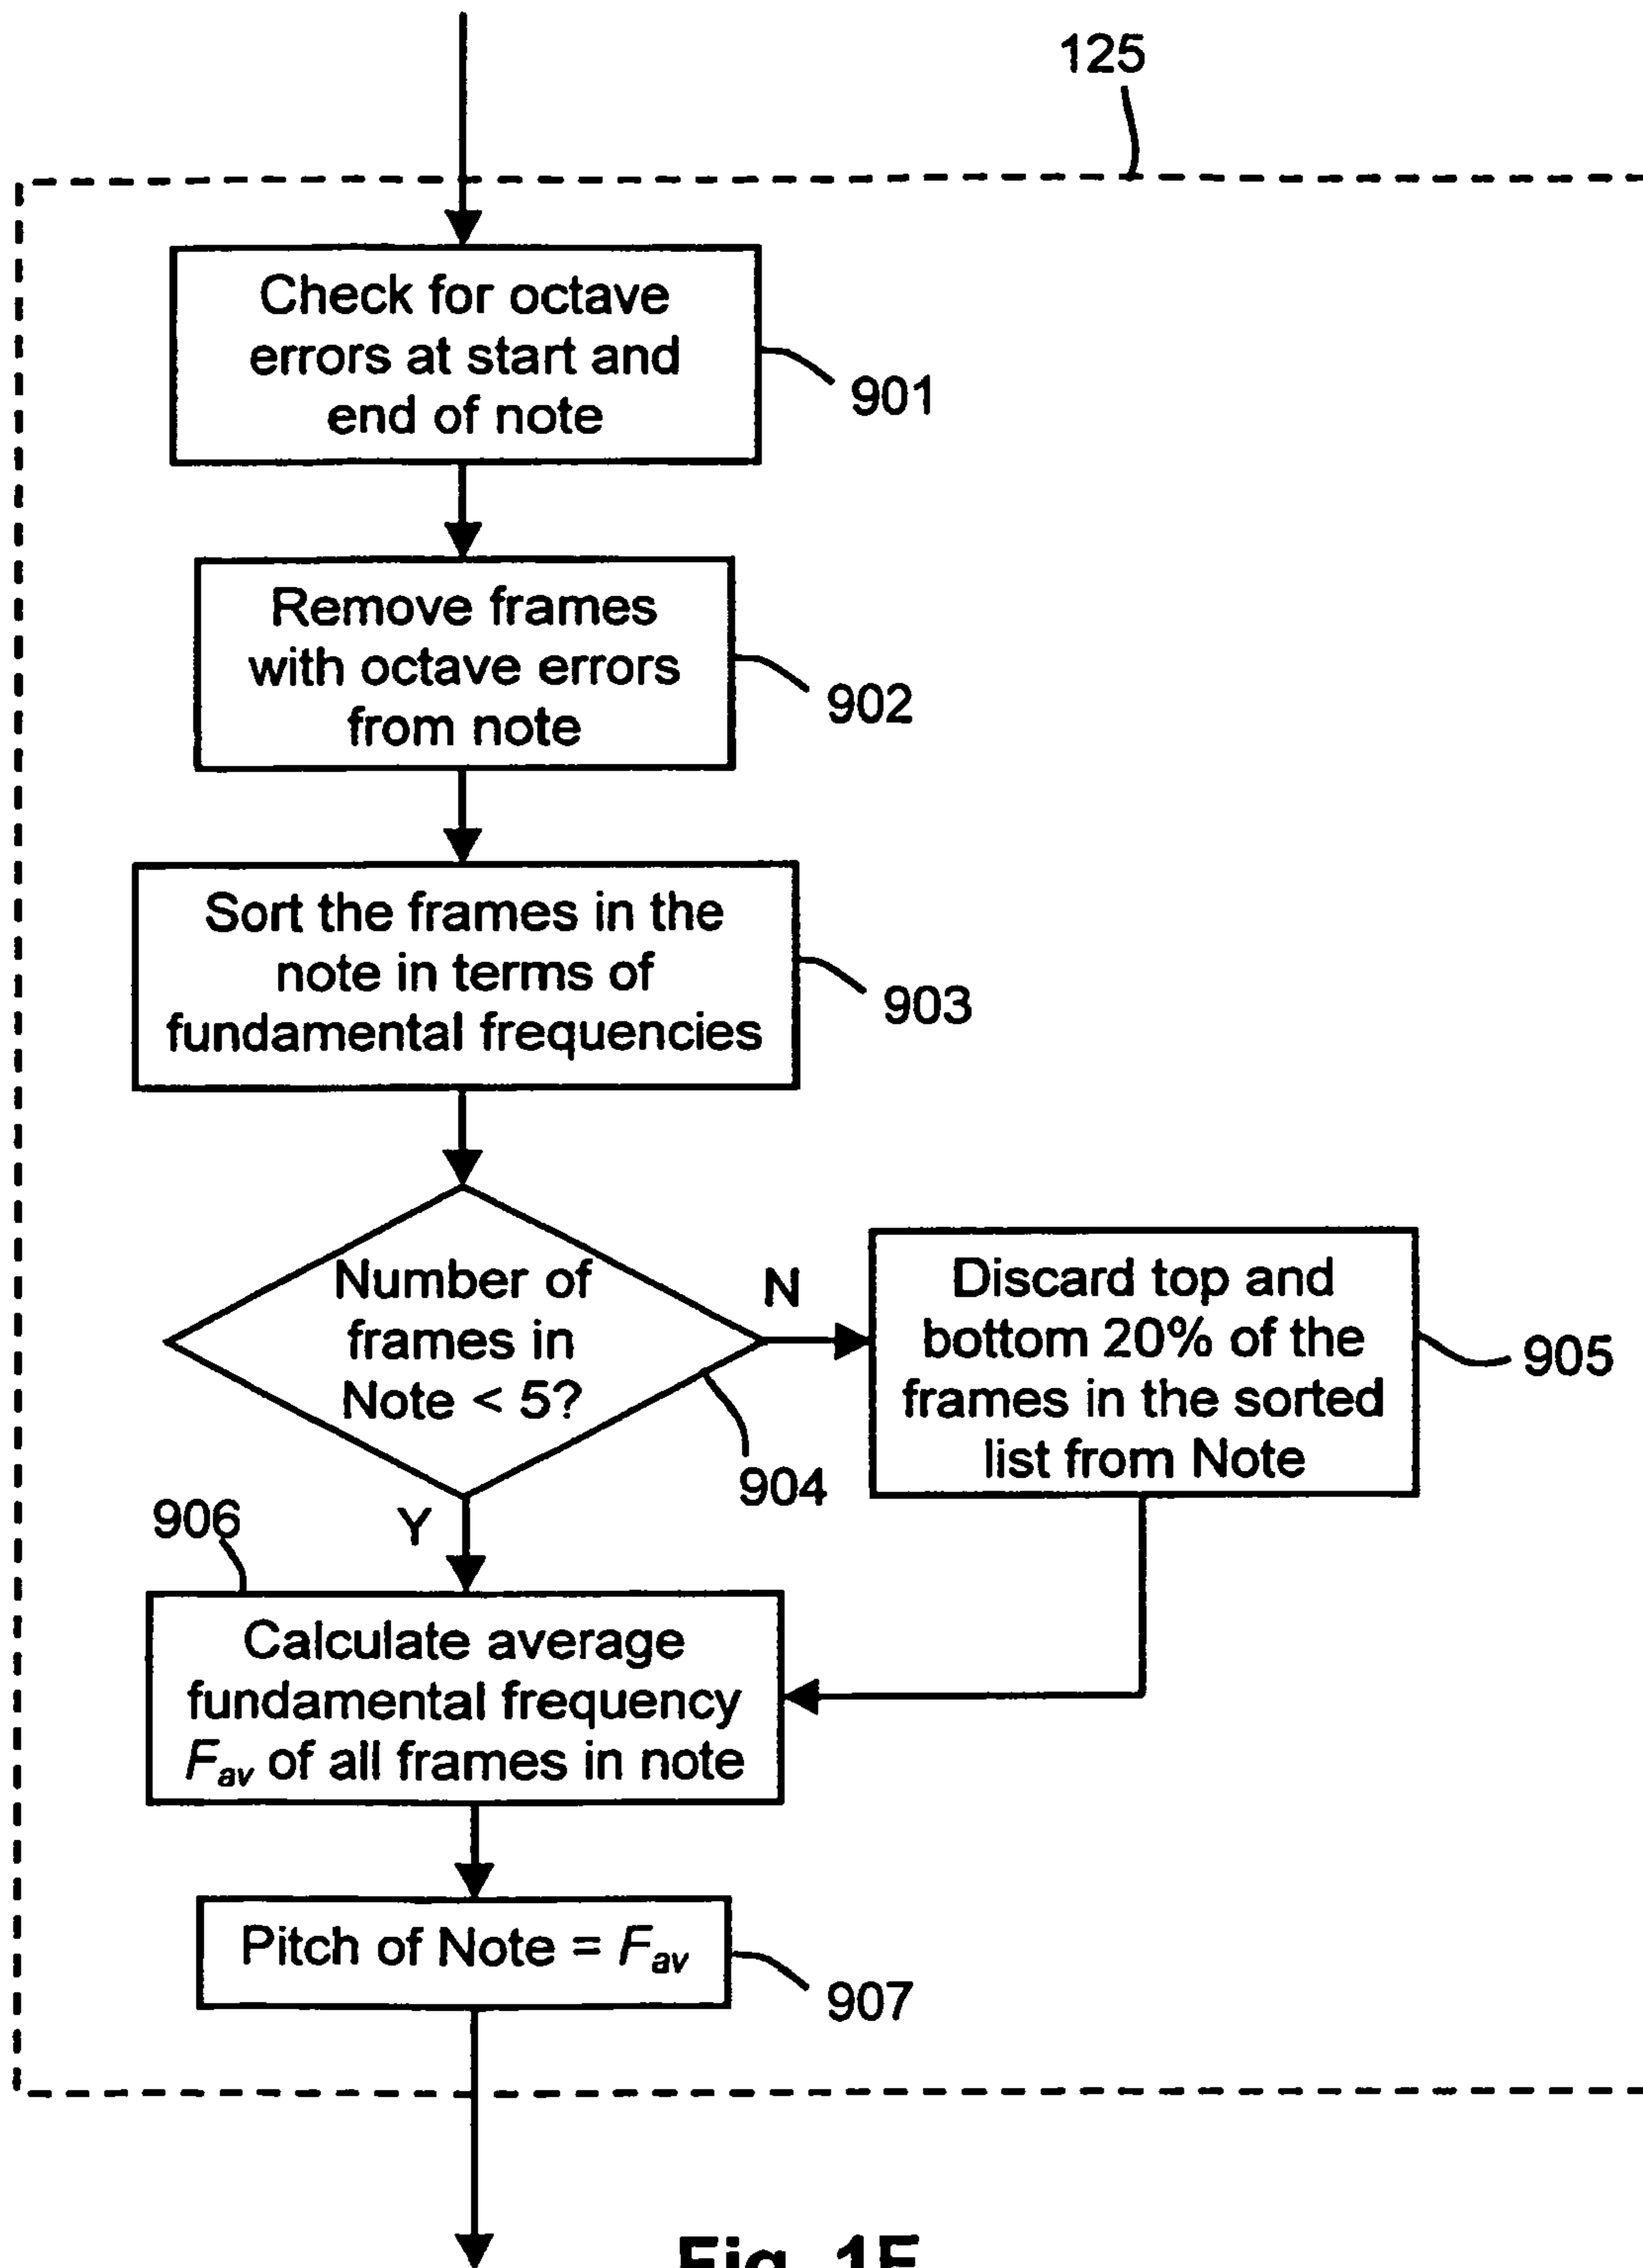 125
Check for octave
errors at start and
end of note
901
Remove frames
with octave errors
from note
902
Sort the frames in the
note in terms of
fundamental frequencies
903
Number of
frames in
Note < 5?
904
N
Discard top and
bottom 20% of the
frames in the sorted
list from Note
905
Y
906
Calculate average
fundamental frequency
Fav of all frames in note
Pitch of Note = Fav
907
Fig.